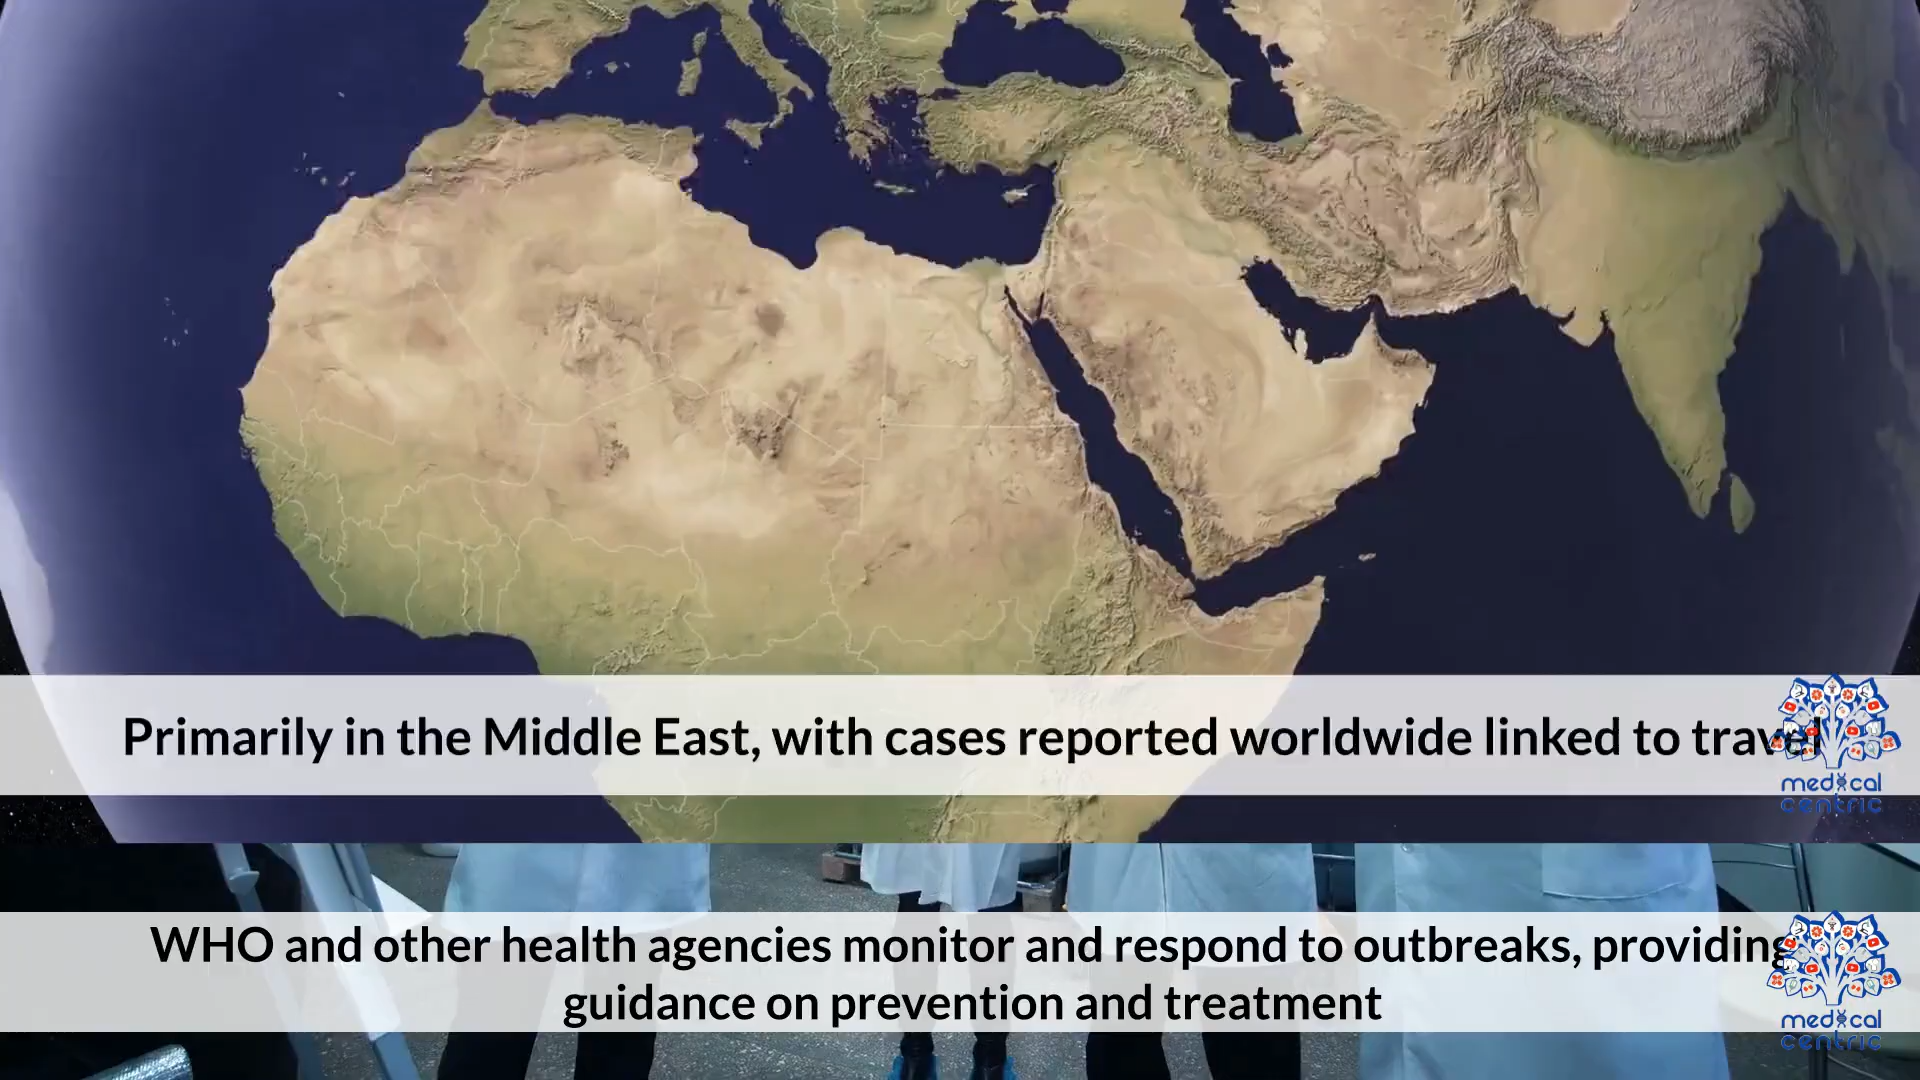 Primarily in the Middle East, with cases reported worldwide linked to travel
medical
centric
WHO and other health agencies monitor and respond to outbreaks, providing
guidance on prevention and treatment
medical
centric